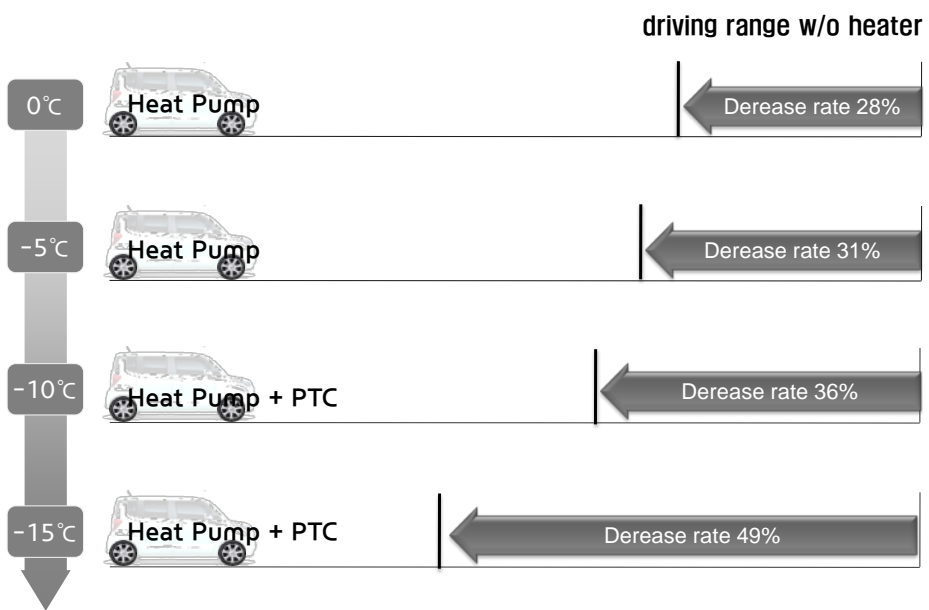 driving range w/o heater
0℃
Heat Pump
Derease rate 28%
-5℃
Heat Pump
Derease rate 31%
-10℃
Heat Pump + PTC
Derease rate 36%
-15℃
Heat Pump + PTC
Derease rate 49%